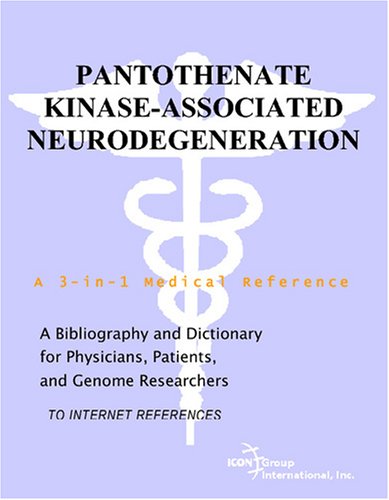 PANTOTHENATE
KINASE-ASSOCIATED
NEURODEGENERATION
A 3-in-1 Medical Reference
A Bibliography and Dictionary
for Physicians, Patients,
and Genome Researchers
TO INTERNET REFERENCES
ICON Group
International, Inc.